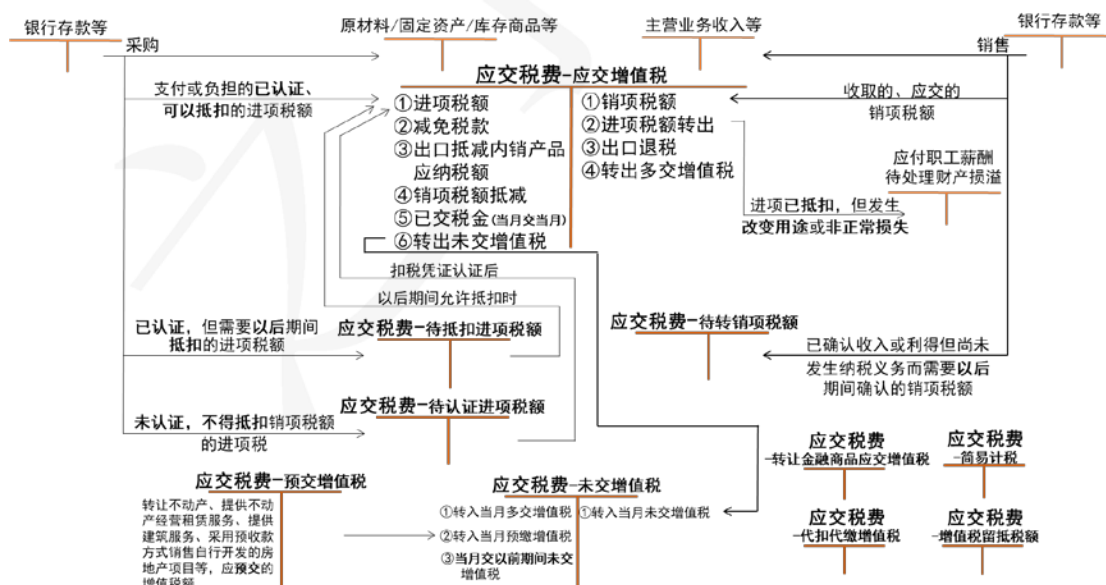 银行存款等
原材料/固定资产/库存商品等
主营业务收入等
银行存款等
采购
销售
应交税费-应交增值税
支付或负担的已认证、
可以抵扣的进项税额
①进项税额
②减免税款
③出口抵减内销产品
应纳税额
④销项税额抵减
⑤已交税金(当月交当月)
⑥转出未交增值税
①销项税额
②进项税额转出
③出口退税
④转出多交增值税
收取的、应交的
销项税额
应付职工薪酬
待处理财产损溢
进项已抵扣，但发生
改变用途或非正常损失
扣税凭证认证后
以后期间允许抵扣时
已认证，但需要以后期间
抵扣的进项税额
应交税费-待抵扣进项税额
应交税费-待转销项税额
已确认收入或利得但尚未
发生纳税义务而需要以后
期间确认的销项税额
未认证，不得抵扣销项税额
的进项税
应交税费-待认证进项税额
应交税费
-转让金融商品应交增值税
应交税费
-简易计税
应交税费-预交增值税
转让不动产、提供不动
产经营租赁服务、提供
建筑服务、采用预收款
方式销售自行开发的房
地产项目等，应预交的
增值税额
应交税费-未交增值税
①转入当月多交增值税
②转入当月预缴增值税
③当月交以前期间未交
增值税
①转入当月未交增值税
应交税费
-代扣代缴增值税
应交税费
-增值税留抵税额